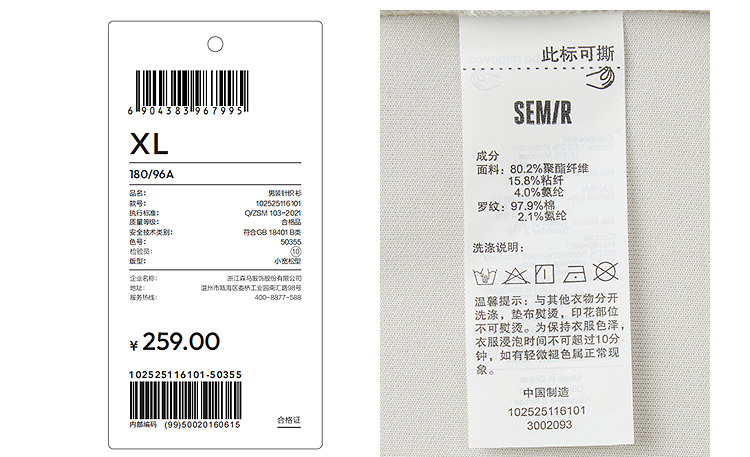 6 904383 967995
XL
180/96A
品名: 男装针织衫
款号: 102525116101
执行标准: Q/ZSM 103-2021
质量等级: 合格品
安全技术类别: 符合GB 18401 B类
色号: 50355
检验员: 10
版型: 小宽松型
企业名称: 浙江森马服饰股份有限公司
地址: 温州市瓯海区娄桥工业园南汇路98号
服务热线: 400-8877-588
¥ 259.00
102525116101-50355
内部编码 (99)50020160615
合格证
此标可撕
SEMIR
成分
面料: 80.2%聚酯纤维
15.8%粘纤
4.0%氨纶
罗纹: 97.9%棉
2.1%氨纶
洗涤说明:
温馨提示: 与其他衣物分开
洗涤, 垫布熨烫, 印花部位
不可熨烫。为保持衣服色泽,
衣服浸泡时间不可超过10分
钟, 如有轻微褪色属正常现
象。
中国制造
102525116101
3002093